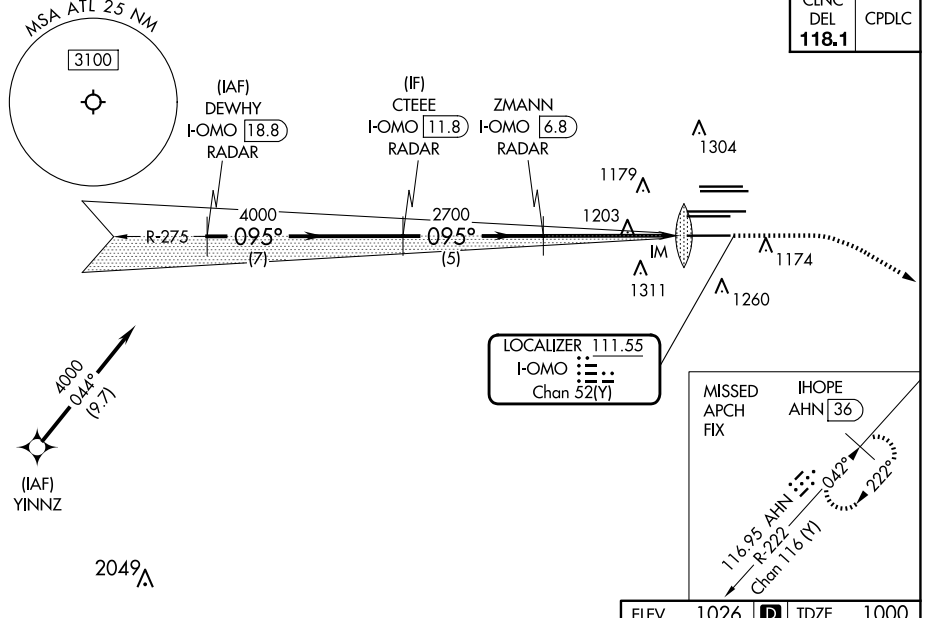 MSA ATL 25 NM
3100
CLNC
DEL
118.1
CPDLC
(IAF)
DEWHY
I-OMO 18.8
RADAR
(IF)
CTEEE
I-OMO 11.8
RADAR
ZMANN
I-OMO 6.8
RADAR
1304
1179
1203
R-275
4000
095°
(7)
2700
095°
(5)
IM
1311
1174
1260
LOCALIZER 111.55
I-OMO
Chan 52(Y)
4000
044°
(9.7)
(IAF)
YINNZ
2049
MISSED
APCH
FIX
IHOPE
AHN 36
042°
222°
116.95 AHN
R-222
Chan 116 (Y)
ELEV 1026 D TDZE 1000